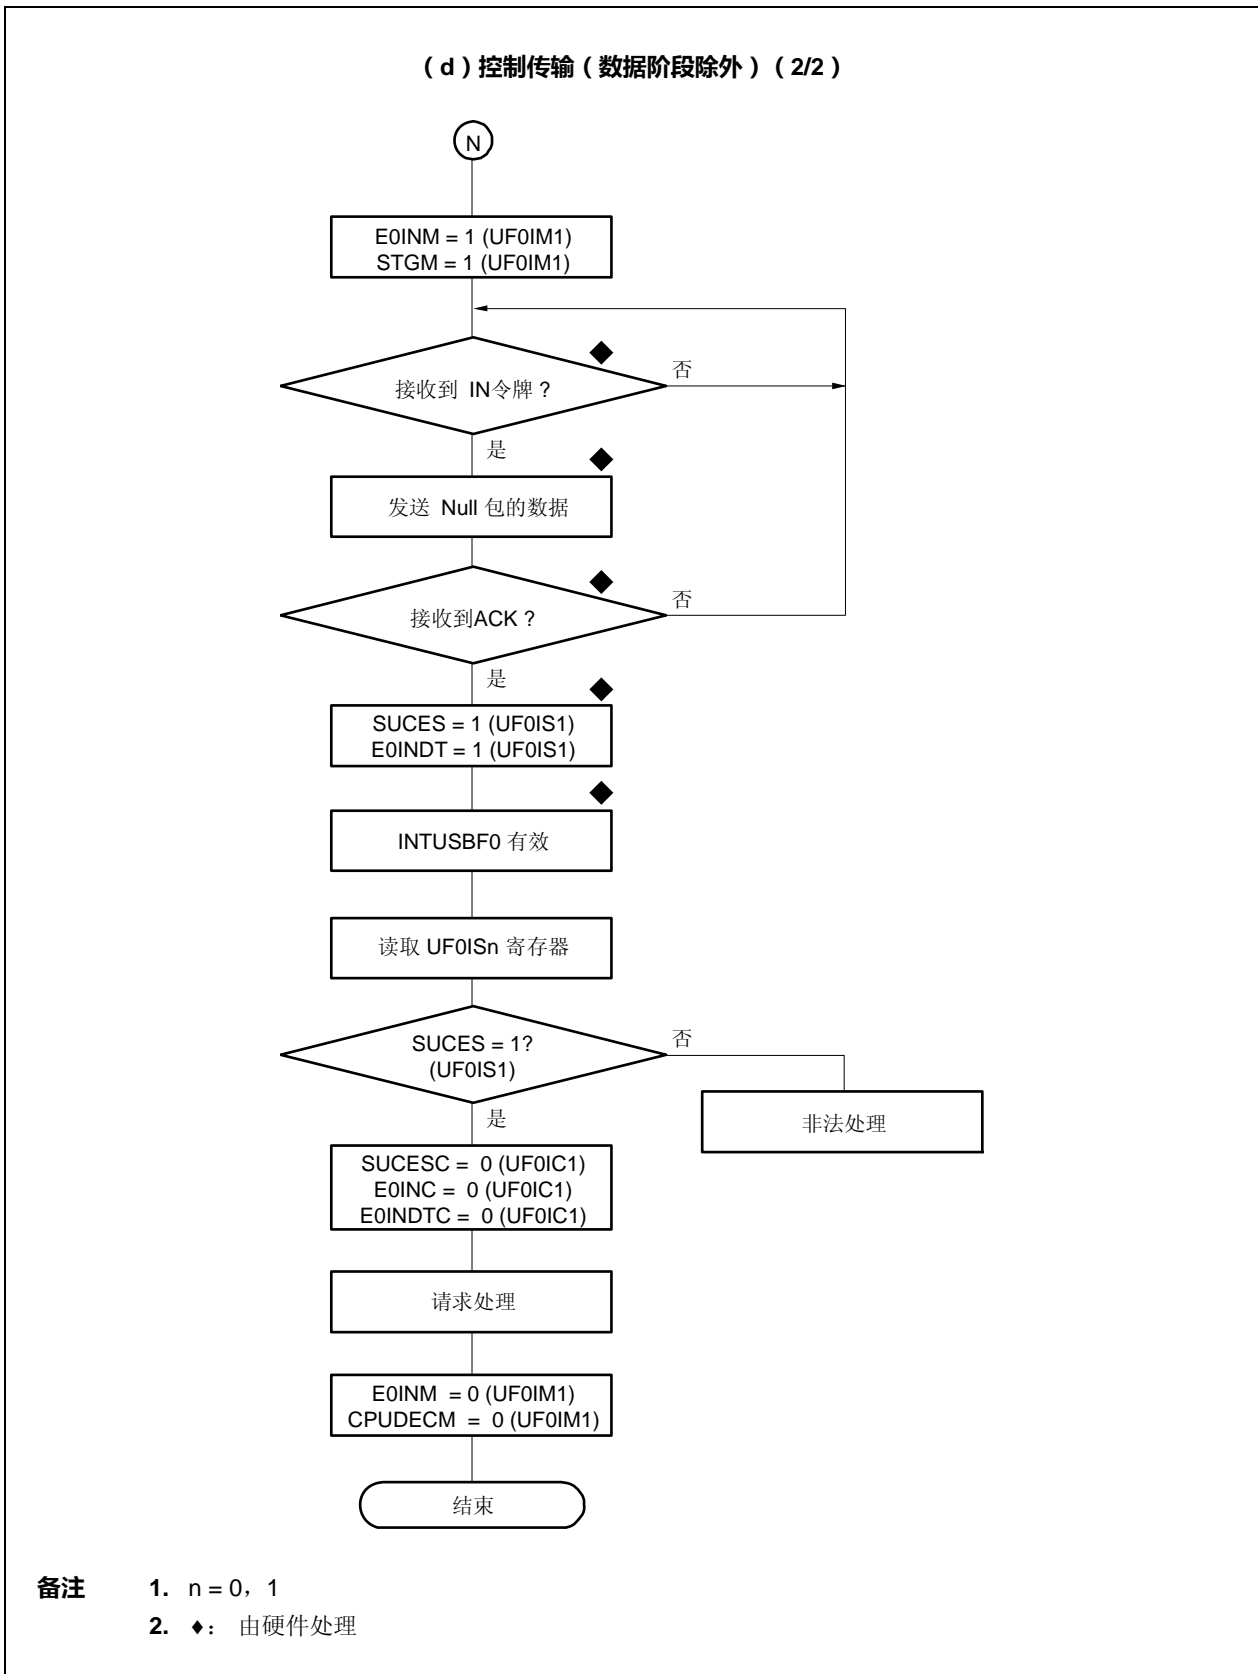 （d）控制传输（数据阶段除外）（2/2）
N
E0INM = 1 (UF0IM1)
STGM = 1 (UF0IM1)
接收到 IN令牌？
否
是
发送 Null 包的数据
接收到ACK？
否
是
SUCES = 1 (UF0IS1)
E0INDT = 1 (UF0IS1)
INTUSBF0 有效
读取 UF0ISn 寄存器
SUCES = 1?
(UF0IS1)
否
是
非法处理
SUCESC = 0 (UF0IC1)
E0INC = 0 (UF0IC1)
E0INDTC = 0 (UF0IC1)
请求处理
E0INM = 0 (UF0IM1)
CPUDECM = 0 (UF0IM1)
结束
备注 1. n = 0，1
2. ♦： 由硬件处理